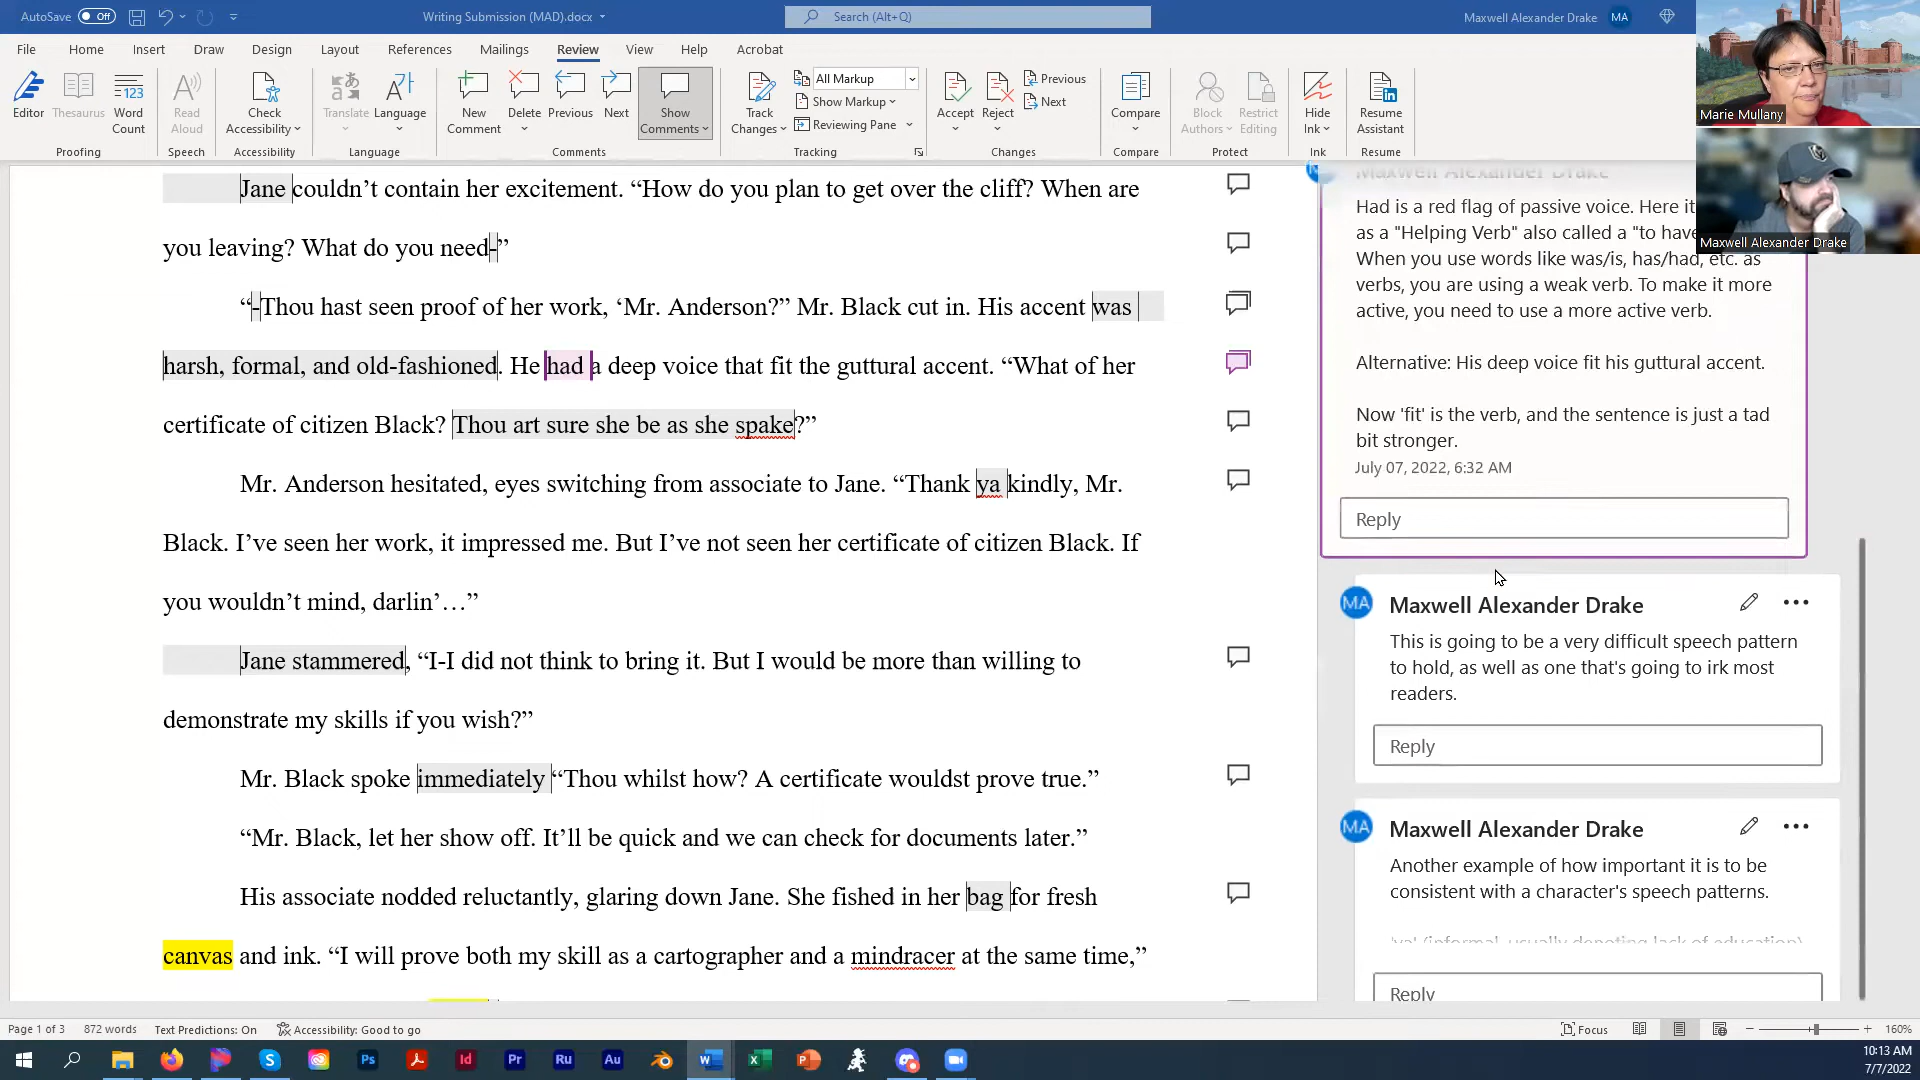 AutoSave Off
Writing Submission (MAD).docx
Search (Alt+Q)
Maxwell Alexander Drake MA
File Home Insert Draw Design Layout References Mailings Review View Help Acrobat
Editor Thesaurus Word Count
Proofing
Read Aloud
Speech
Check Accessibility
Accessibility
Translate Language
Language
New Comment Delete Previous Next Show Comments
Comments
Track Changes
All Markup
Show Markup
Reviewing Pane
Tracking
Accept Reject
Previous
Next
Changes
Compare
Compare
Block Authors Restrict Editing
Protect
Hide Ink
Ink
Resume Assistant
Resume
Marie Mullany
Maxwell Alexander Drake
Jane couldn’t contain her excitement. “How do you plan to get over the cliff? When are
you leaving? What do you need-”
“-Thou hast seen proof of her work, ‘Mr. Anderson?” Mr. Black cut in. His accent was
harsh, formal, and old-fashioned. He had a deep voice that fit the guttural accent. “What of her
certificate of citizen Black? Thou art sure she be as she spake?”
Mr. Anderson hesitated, eyes switching from associate to Jane. “Thank ya kindly, Mr.
Black. I’ve seen her work, it impressed me. But I’ve not seen her certificate of citizen Black. If
you wouldn’t mind, darlin’…”
Jane stammered, “I-I did not think to bring it. But I would be more than willing to
demonstrate my skills if you wish?”
Mr. Black spoke immediately “Thou whilst how? A certificate wouldst prove true.”
“Mr. Black, let her show off. It’ll be quick and we can check for documents later.”
His associate nodded reluctantly, glaring down Jane. She fished in her bag for fresh
canvas and ink. “I will prove both my skill as a cartographer and a mindracer at the same time,”
Maxwell Alexander Drake
Had is a red flag of passive voice. Here it
as a "Helping Verb" also called a "to have
When you use words like was/is, has/had, etc. as
verbs, you are using a weak verb. To make it more
active, you need to use a more active verb.
Alternative: His deep voice fit his guttural accent.
Now 'fit' is the verb, and the sentence is just a tad
bit stronger.
July 07, 2022, 6:32 AM
Reply
MA Maxwell Alexander Drake
This is going to be a very difficult speech pattern
to hold, as well as one that's going to irk most
readers.
Reply
MA Maxwell Alexander Drake
Another example of how important it is to be
consistent with a character's speech patterns.
'ya' (informal, usually denoting lack of education)
Reply
Page 1 of 3 872 words Text Predictions: On Accessibility: Good to go
Focus 160%
Ps Id Pr Ru Au
10:13 AM
7/7/2022